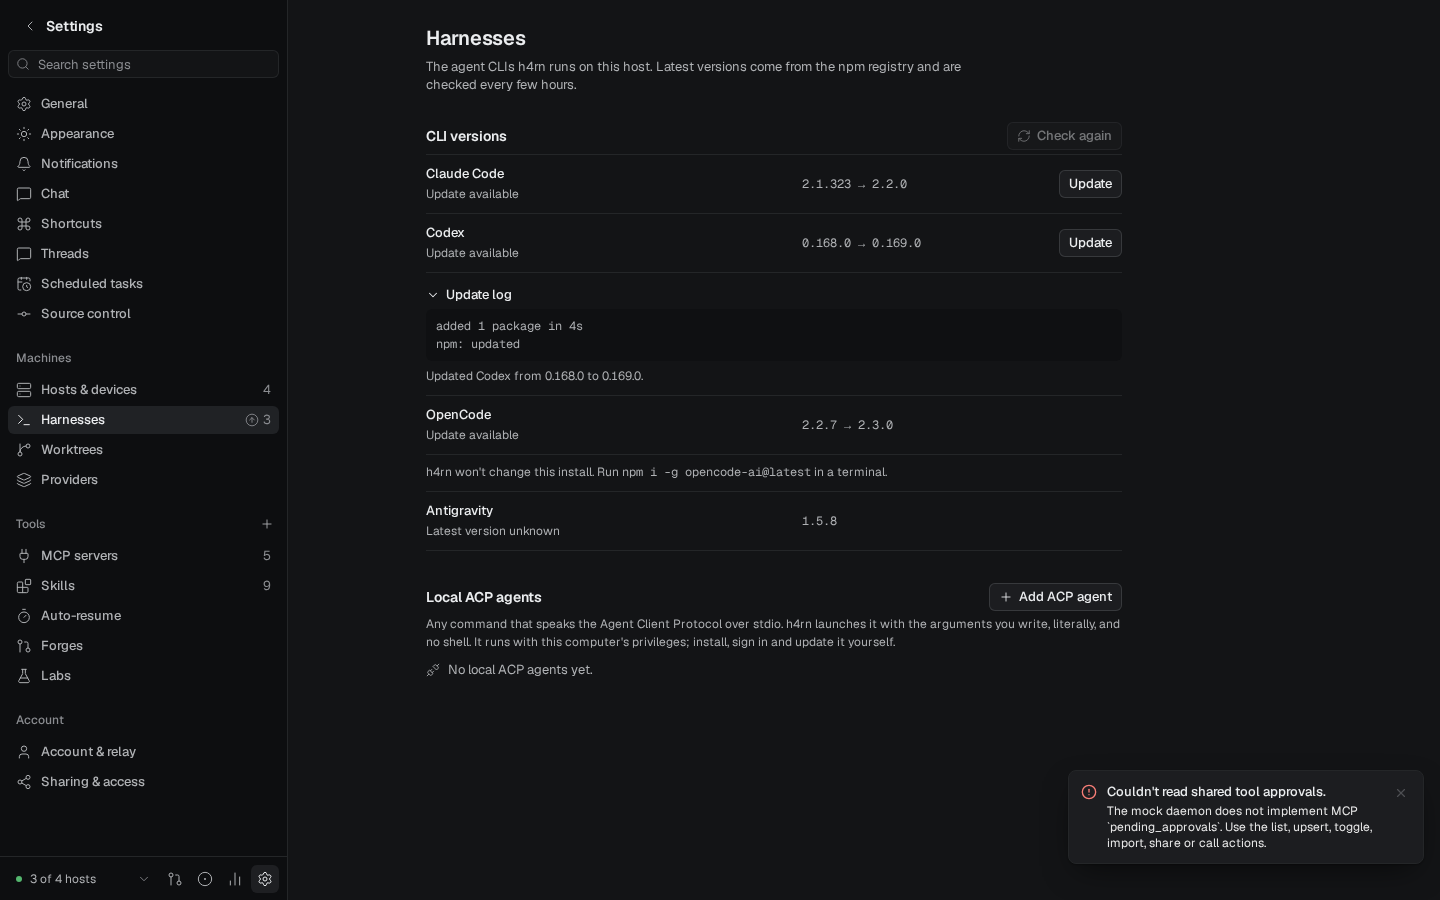 Settings
Search settings
General
Appearance
Notifications
Chat
Shortcuts
Threads
Scheduled tasks
Source control
Machines
Hosts & devices 4
Harnesses 3
Worktrees
Providers
Tools
MCP servers 5
Skills 9
Auto-resume
Forges
Labs
Account
Account & relay
Sharing & access
3 of 4 hosts
Harnesses
The agent CLIs h4rn runs on this host. Latest versions come from the npm registry and are
checked every few hours.
CLI versions
Check again
Claude Code
Update available
2.1.323 → 2.2.0
Update
Codex
Update available
0.168.0 → 0.169.0
Update
Update log
added 1 package in 4s
npm: updated
Updated Codex from 0.168.0 to 0.169.0.
OpenCode
Update available
2.2.7 → 2.3.0
h4rn won't change this install. Run npm i -g opencode-ai@latest in a terminal.
Antigravity
Latest version unknown
1.5.8
Local ACP agents
Add ACP agent
Any command that speaks the Agent Client Protocol over stdio. h4rn launches it with the arguments you write, literally, and
no shell. It runs with this computer's privileges; install, sign in and update it yourself.
No local ACP agents yet.
Couldn't read shared tool approvals.
The mock daemon does not implement MCP
`pending_approvals`. Use the list, upsert, toggle,
import, share or call actions.